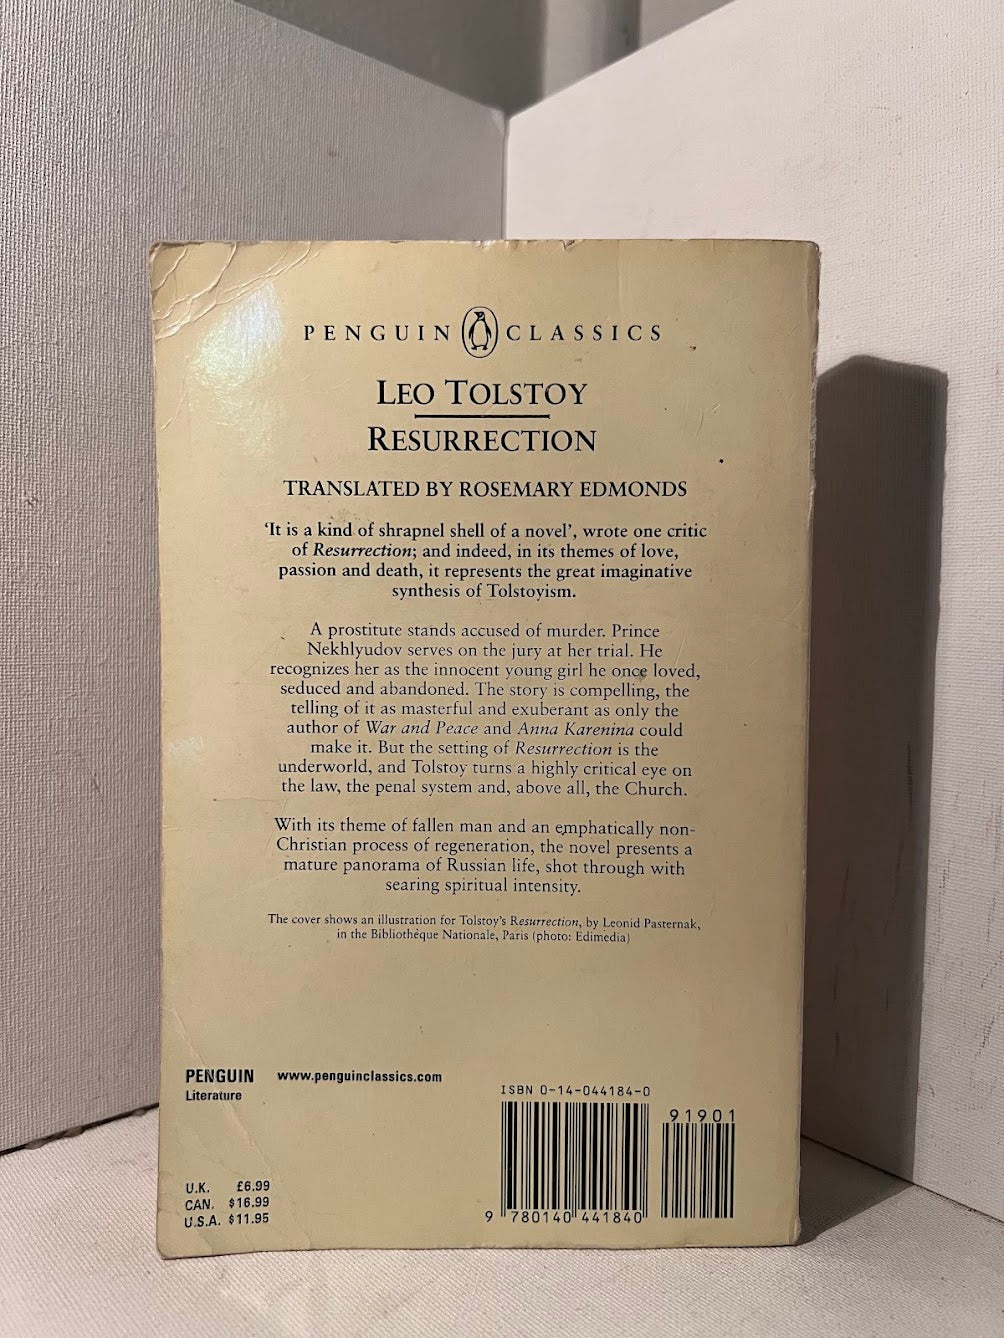 PENGUIN CLASSICS
LEO TOLSTOY
RESURRECTION
TRANSLATED BY ROSEMARY EDMONDS
‘It is a kind of shrapnel shell of a novel’, wrote one critic
of Resurrection; and indeed, in its themes of love,
passion and death, it represents the great imaginative
synthesis of Tolstoyism.
A prostitute stands accused of murder. Prince
Nekhlyudov serves on the jury at her trial. He
recognizes her as the innocent young girl he once loved,
seduced and abandoned. The story is compelling, the
telling of it as masterful and exuberant as only the
author of War and Peace and Anna Karenina could
make it. But the setting of Resurrection is the
underworld, and Tolstoy turns a highly critical eye on
the law, the penal system and, above all, the Church.
With its theme of fallen man and an emphatically non-
Christian process of regeneration, the novel presents a
mature panorama of Russian life, shot through with
searing spiritual intensity.
The cover shows an illustration for Tolstoy's Resurrection, by Leonid Pasternak,
in the Bibliothèque Nationale, Paris (photo: Edimedia)
PENGUIN www.penguinclassics.com
Literature
ISBN 0-14-044184-0
91901
U.K. £6.99
CAN. $16.99
U.S.A. $11.95
9 780140 441840